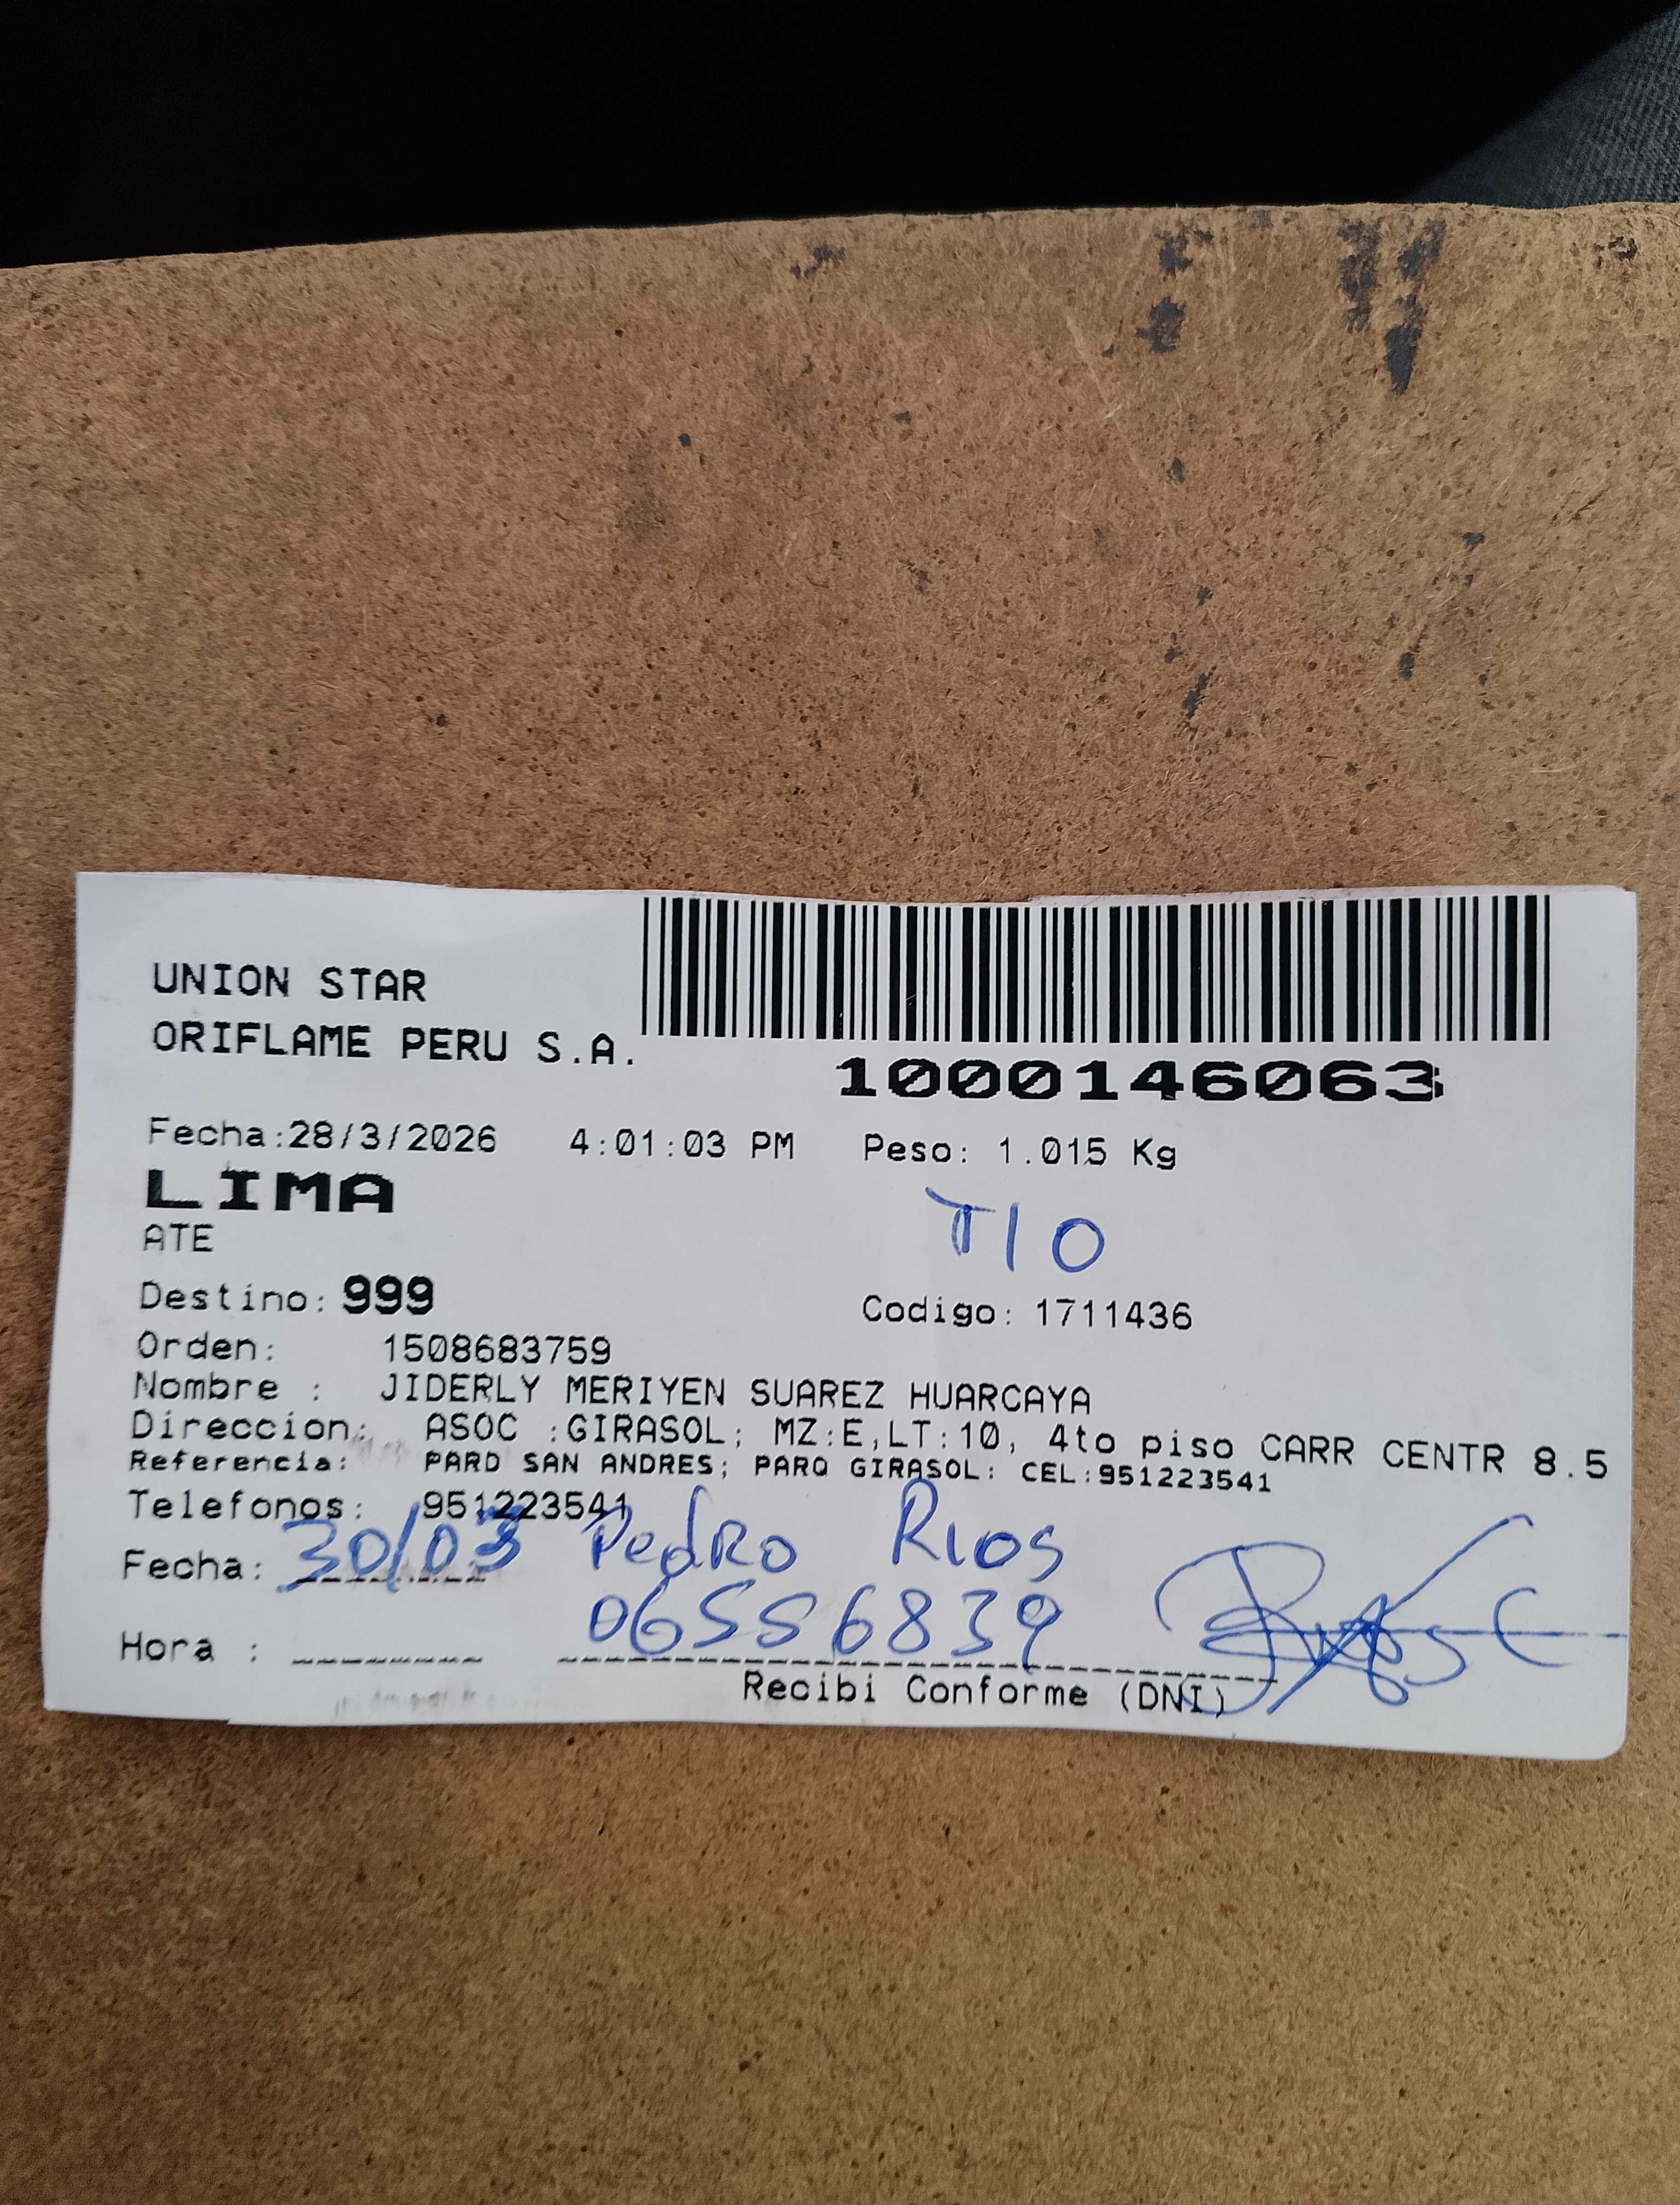 UNION STAR
ORIFLAME PERU S.A.
1000146063
Fecha:28/3/2026 4:01:03 PM Peso: 1.015 Kg
LIMA
TIO
ATE
Destino: 999 Codigo: 1711436
Orden: 1508683759
Nombre : JIDERLY MERIYEN SUAREZ HUARCAYA
Direccion: ASOC :GIRASOL; MZ:E,LT:10, 4to piso CARR CENTR 8.5
Referencia: PARD SAN ANDRES; PARQ GIRASOL: CEL:951223541
Telefonos: 951223541
Fecha: 30/03 Pedro Rios
06556839
Hora :
Recibi Conforme (DNI)